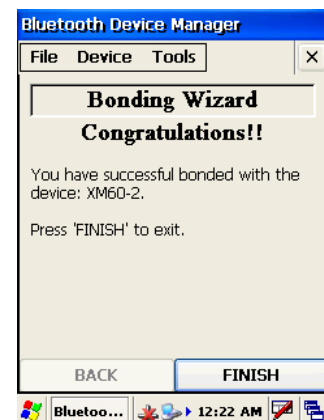 Bluetooth Device Manager
File Device Tools ×
Bonding Wizard
Congratulations!!
You have successful bonded with the
device: XM60-2.
Press 'FINISH' to exit.
BACK FINISH
Bluetoo... 12:22 AM